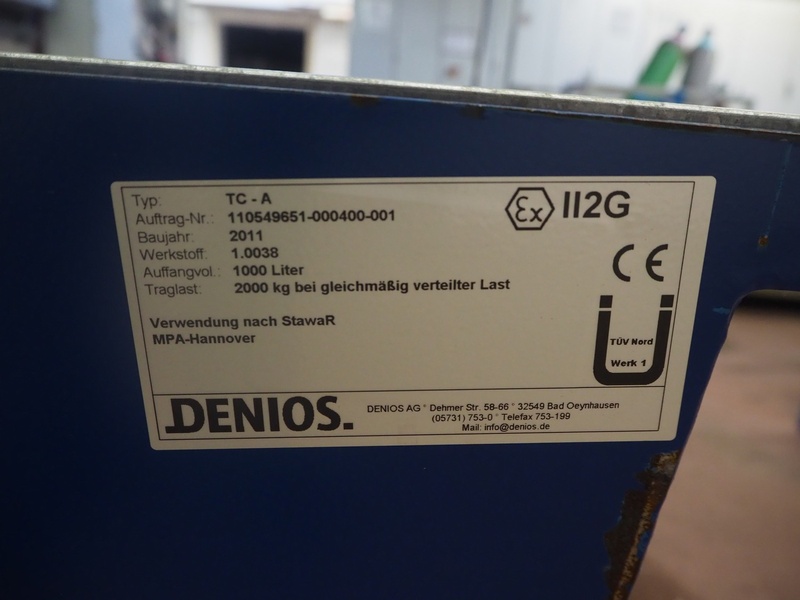 Typ: TC - A
Auftrag-Nr.: 110549651-000400-001
Baujahr: 2011
Werkstoff: 1.0038
Auffangvol.: 1000 Liter
Traglast: 2000 kg bei gleichmäßig verteilter Last
Verwendung nach StawaR
MPA-Hannover
Ex II2G
CE
TÜV Nord
Werk 1
DENIOS.
DENIOS AG * Dehmer Str. 58-66 * 32549 Bad Oeynhausen
(05731) 753-0 * Telefax 753-199
Mail: info@denios.de